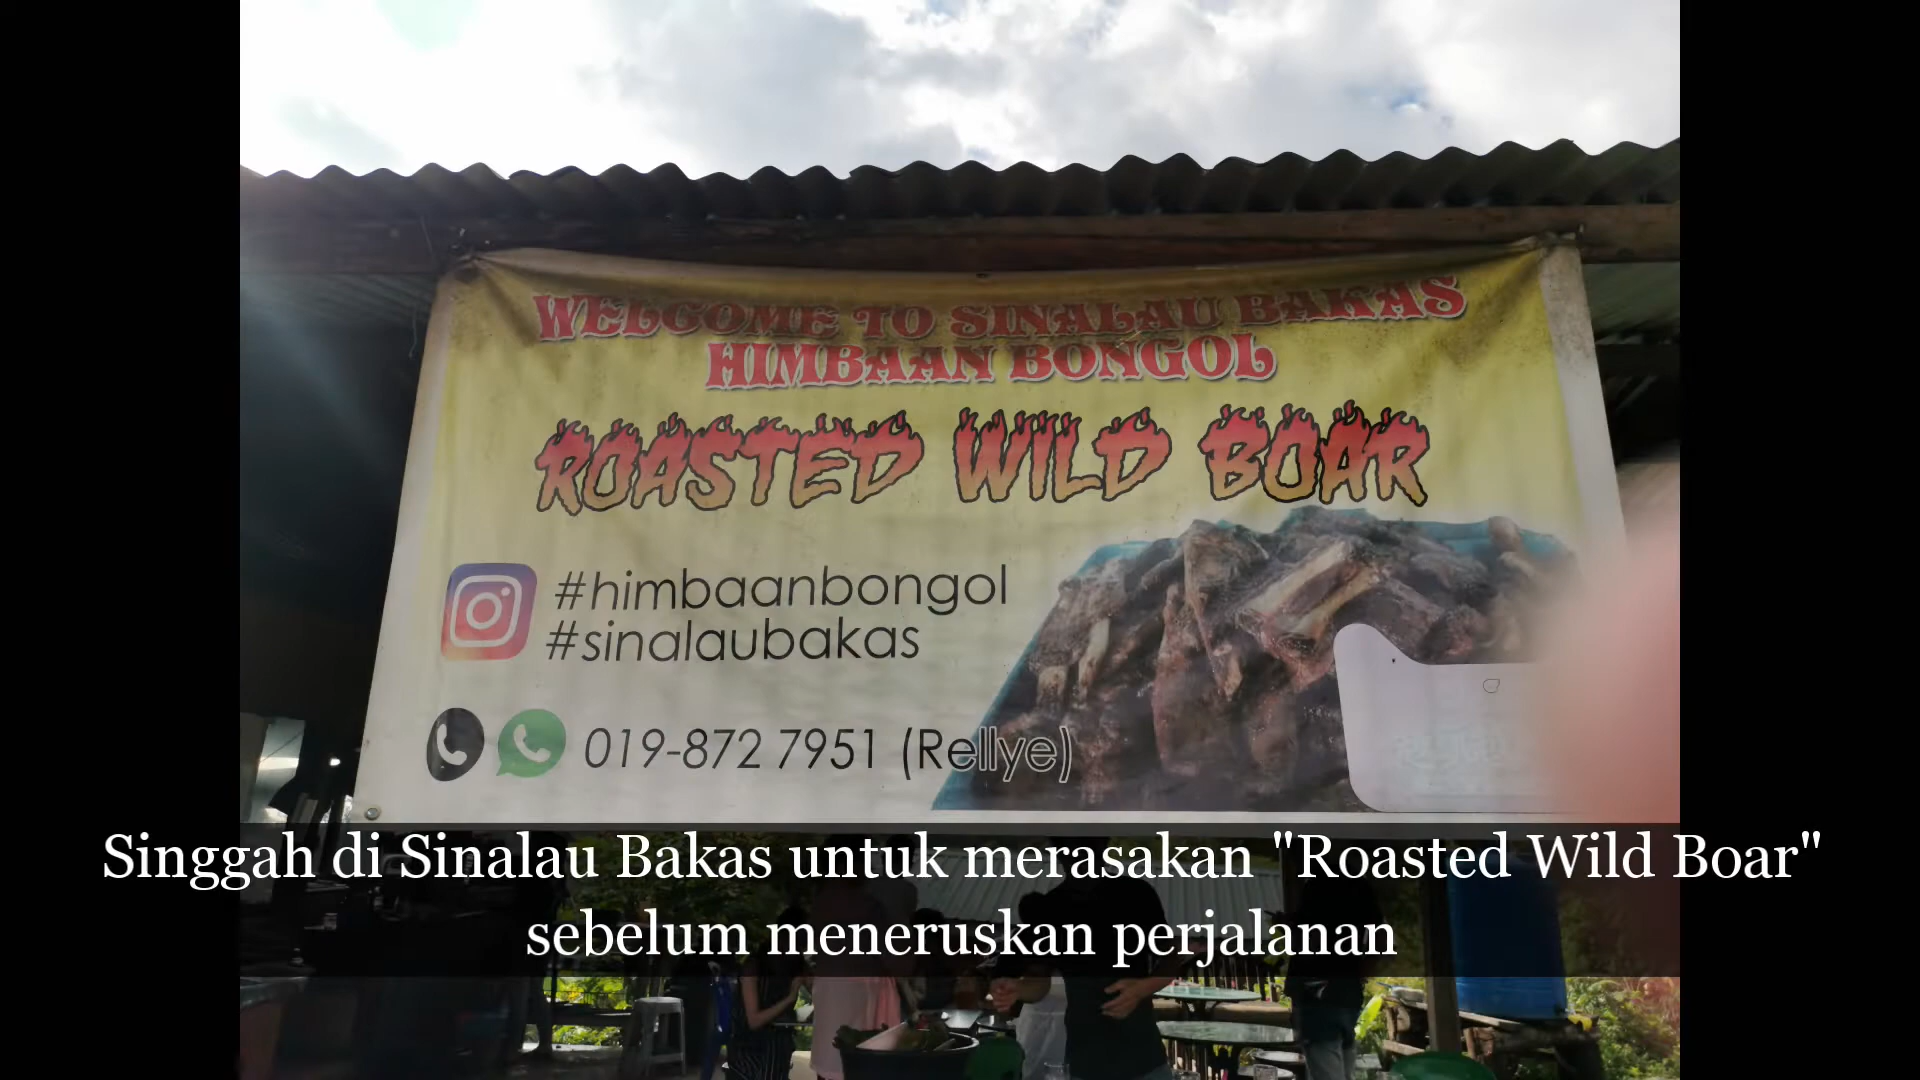 WELCOME TO SINALAU BAKAS
HIMBAAN BONGOL
ROASTED WILD BOAR
#himbaanbongol
#sinalaubakas
019-872 7951 (Rellye)
Singgah di Sinalau Bakas untuk merasakan "Roasted Wild Boar"
sebelum meneruskan perjalanan